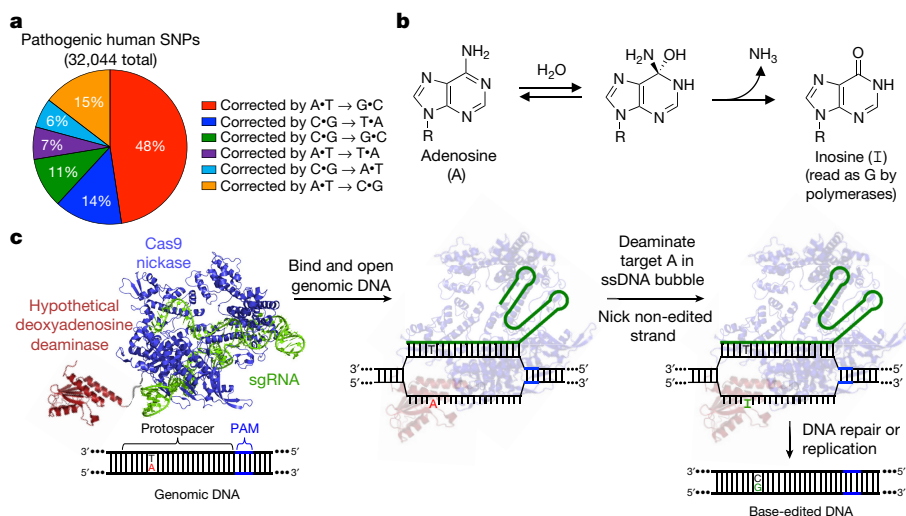 a
Pathogenic human SNPs
(32,044 total)
15%
6%
7%
11%
14%
48%
Corrected by A•T → G•C
Corrected by C•G → T•A
Corrected by C•G → G•C
Corrected by A•T → T•A
Corrected by C•G → A•T
Corrected by A•T → C•G
b
NH₂
N
N
N
N
R
Adenosine
(A)
H₂O
H₂N OH
N
NH
N
N
R
NH₃
O
N
NH
N
N
R
Inosine (I)
(read as G by
polymerases)
c
Cas9
nickase
Hypothetical
deoxyadenosine
deaminase
sgRNA
Protospacer
PAM
3′ 5′
T
A
5′ 3′
Genomic DNA
Bind and open
genomic DNA
T
3′ 5′
5′ 3′
A
Deaminate
target A in
ssDNA bubble
Nick non-edited
strand
T
3′ 5′
5′ 3′
I
DNA repair or
replication
3′ 5′
C
G
5′ 3′
Base-edited DNA